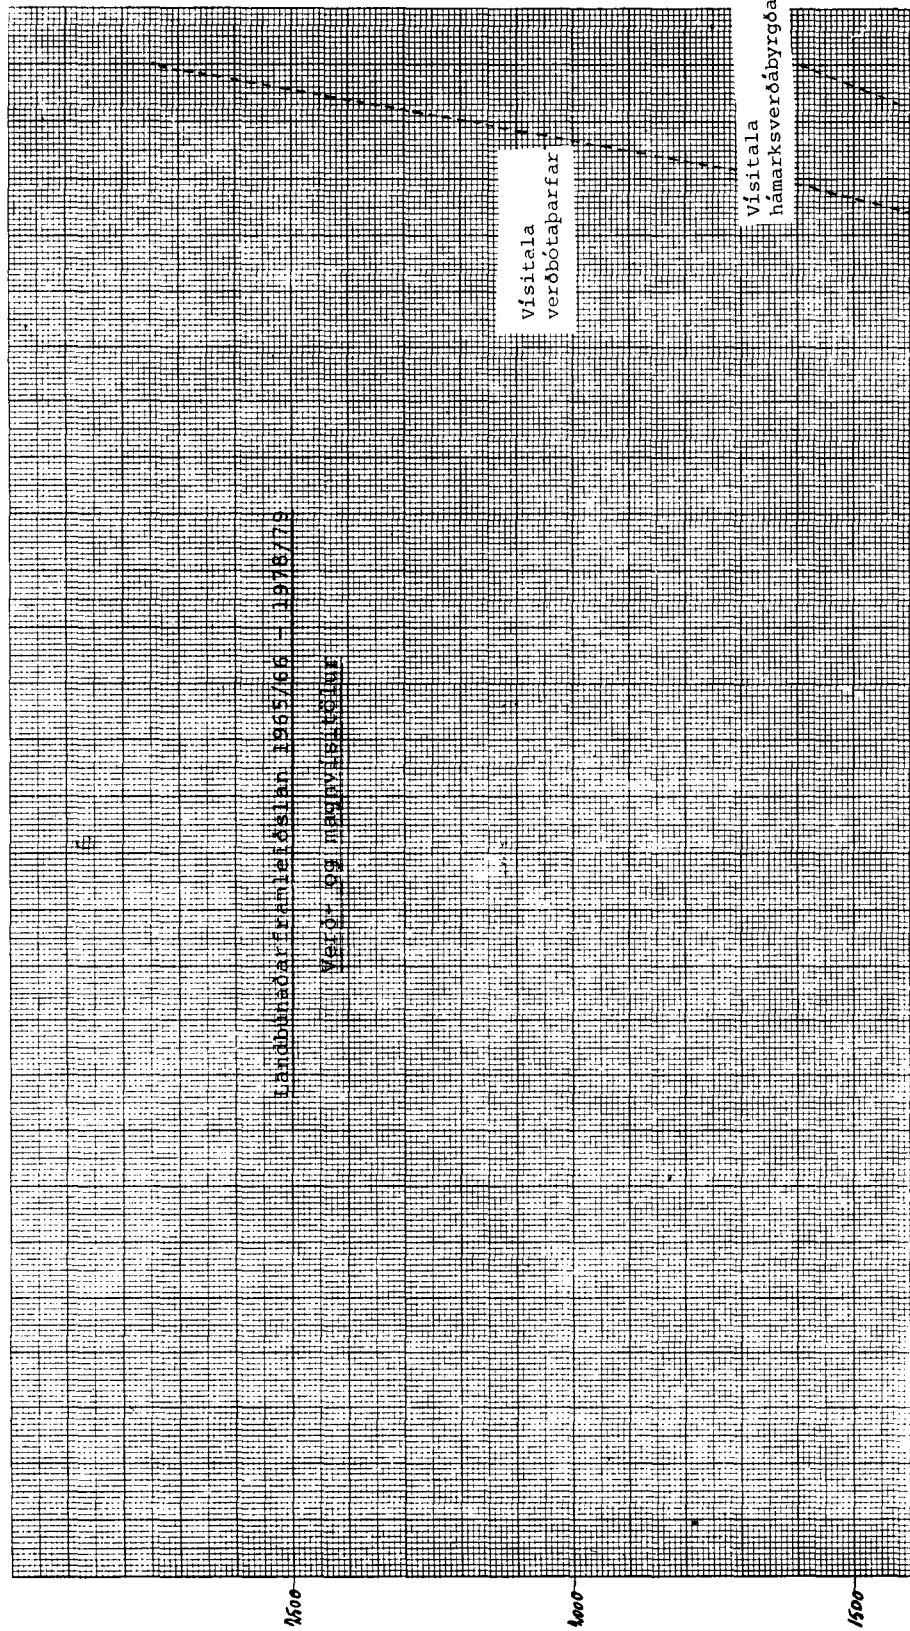 Landbúnaðarframleiðslan 1965/66 - 1978/79
Verð- og magnvísitölur
Vísitala
verðbótaþarfar
Vísitala
hámarksverðábyrgða
2500
2000
1500